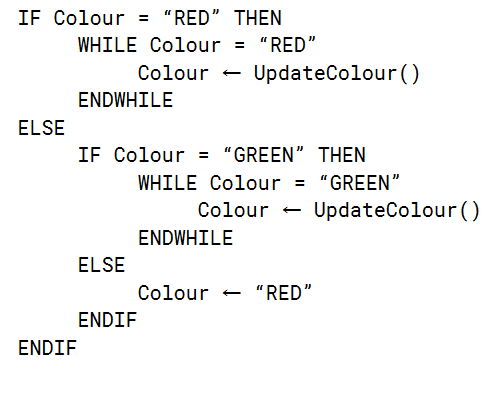 IF Colour = “RED” THEN
WHILE Colour = “RED”
Colour ← UpdateColour()
ENDWHILE
ELSE
IF Colour = “GREEN” THEN
WHILE Colour = “GREEN”
Colour ← UpdateColour()
ENDWHILE
ELSE
Colour ← “RED”
ENDIF
ENDIF